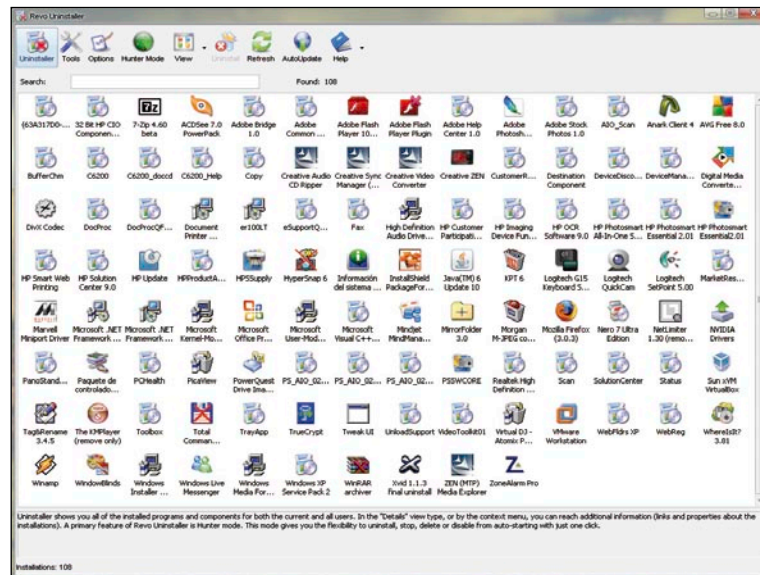 Revo Uninstaller
Uninstaller Tools Options Hunter Mode View Uninstall Refresh AutoUpdate Help
Search: Found: 108
{63A317D0-... 32 Bit HP CIO 7-Zip 4.60 ACDSee 7.0 Adobe Bridge Adobe Adobe Flash Adobe Flash Adobe Help Adobe Adobe Stock AIO_Scan Anark Client 4 AVG Free 8.0
Componen... beta PowerPack 1.0 Common ... Player 10... Player Plugin Center 1.0 Photosh... Photos 1.0
BufferChm C6200 C6200_doccd C6200_Help Copy Creative Audio Creative Sync Creative Video Creative ZEN CustomerR... Destination DeviceDisco... DeviceMana... Digital Media
CD Ripper Manager (... Converter Component Converte...
DivX Codec DocProc DocProcQF... Document er100LT eSupportQ... Fax High Definition HP Customer HP Imaging HP OCR HP Photosmart HP Photosmart HP Photosmart
Printer ... Audio Drive... Participati... Device Fun... Software 9.0 All-In-One S... Essential 2.01 Essential2.01
HP Smart Web HP Solution HP Update HPProductA... HPSSupply HyperSnap 6 Información InstallShield Java(TM) 6 KPT 6 Logitech G15 Logitech Logitech MarketRes...
Printing Center 9.0 del sistema ... PackageFor... Update 10 Keyboard S... QuickCam SetPoint 5.00
Marvell Microsoft .NET Microsoft .NET Microsoft Microsoft Microsoft Microsoft Mindjet MirrorFolder Morgan Mozilla Firefox Nero 7 Ultra NetLimiter NVIDIA
Miniport Driver Framework ... Framework ... Kernel-Mo... Office Pr... User-Mod... Visual C++... MindMana... 3.0 M-JPEG co... (3.0.3) Edition 1.30 (remo... Drivers
PanoStand... Paquete de PCHealth PicaView PowerQuest PS_AIO_02... PS_AIO_02... PS_AIO_02... PSSWCORE Realtek High Scan SolutionCenter Status Sun xVM
controlado... Drive Ima... Definition ... VirtualBox
Tag&Rename The KMPlayer Toolbox Total TrayApp TrueCrypt Tweak UI UnloadSupport VideoToolkit01 Virtual DJ - VMware WebFldrs XP WebReg WhereIsIt?
3.4.5 (remove only) Comman... Atomix P... Workstation 3.81
Winamp WindowBlinds Windows Windows Live Windows Windows XP WinRAR Xvid 1.1.3 ZEN (MTP) ZoneAlarm Pro
Installer ... Messenger Media For... Service Pack 2 archiver final uninstall Media Explorer
Uninstaller shows you all of the installed programs and components for both the current and all users. In the "Details" view type, or by the context menu, you can reach additional information (links and properties about the
installations). A primary feature of Revo Uninstaller is Hunter mode. This mode gives you the flexibility to uninstall, stop, delete or disable from auto-starting with just one click.
Installations: 108